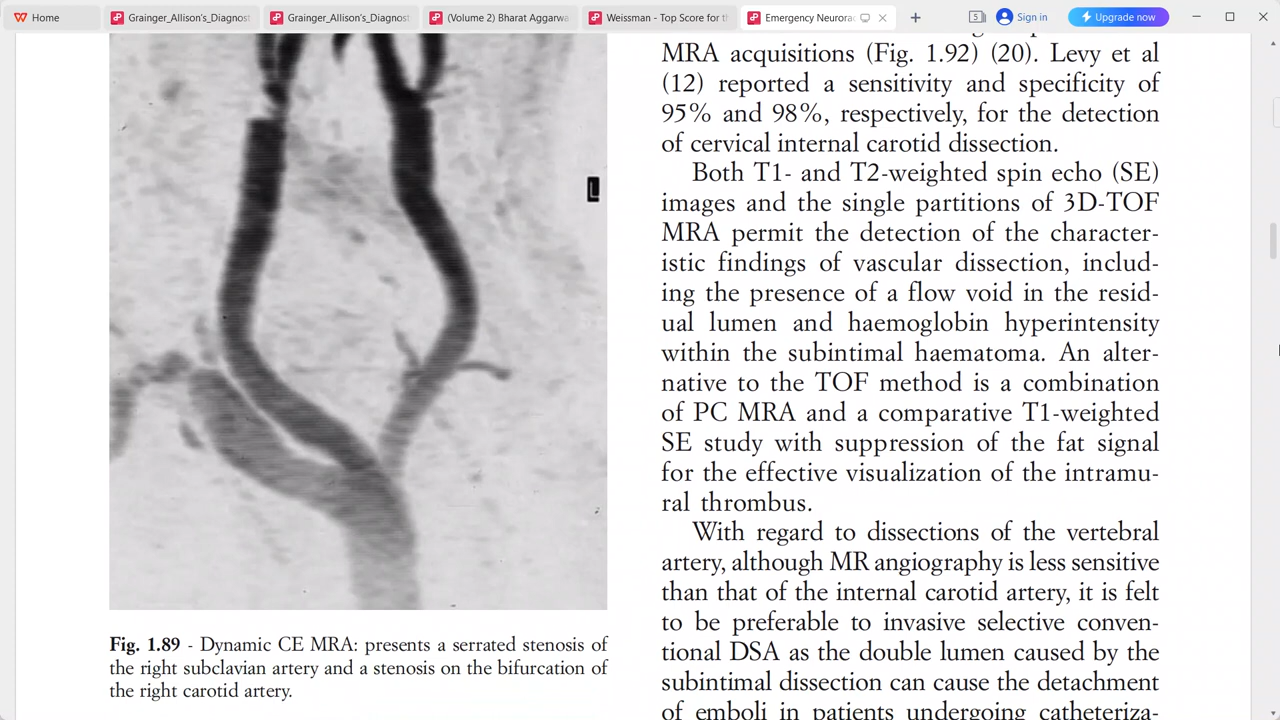 Home
Grainger_Allison's_Diagnost
Grainger_Allison's_Diagnost
(Volume 2) Bharat Aggarwa
Weissman - Top Score for t
Emergency Neurora
5
Sign in
Upgrade now
L
Fig. 1.89 - Dynamic CE MRA: presents a serrated stenosis of
the right subclavian artery and a stenosis on the bifurcation of
the right carotid artery.
MRA acquisitions (Fig. 1.92) (20). Levy et al
(12) reported a sensitivity and specificity of
95% and 98%, respectively, for the detection
of cervical internal carotid dissection.
Both T1- and T2-weighted spin echo (SE)
images and the single partitions of 3D-TOF
MRA permit the detection of the character-
istic findings of vascular dissection, includ-
ing the presence of a flow void in the resid-
ual lumen and haemoglobin hyperintensity
within the subintimal haematoma. An alter-
native to the TOF method is a combination
of PC MRA and a comparative T1-weighted
SE study with suppression of the fat signal
for the effective visualization of the intramu-
ral thrombus.
With regard to dissections of the vertebral
artery, although MR angiography is less sensitive
than that of the internal carotid artery, it is felt
to be preferable to invasive selective conven-
tional DSA as the double lumen caused by the
subintimal dissection can cause the detachment
of emboli in patients undergoing catheteriza-